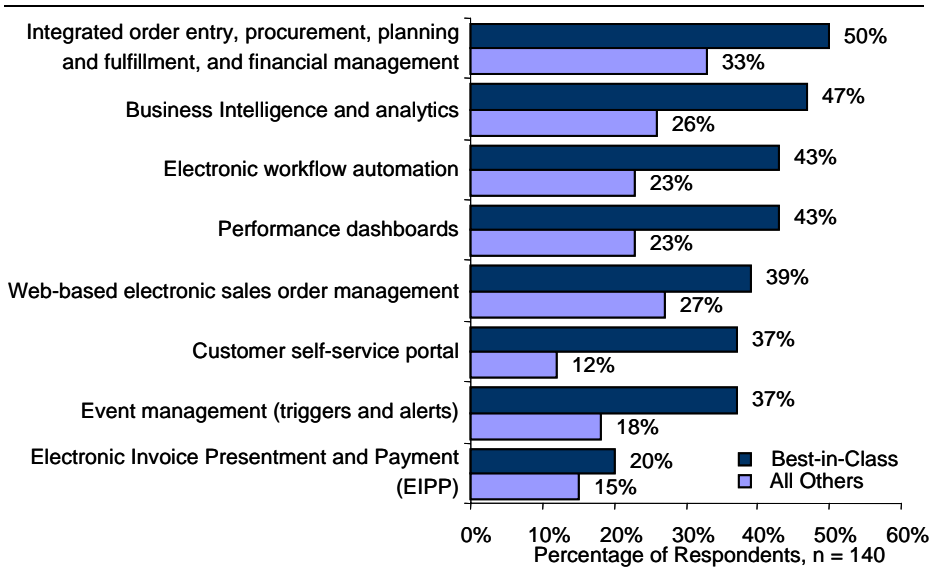 Integrated order entry, procurement, planning
and fulfillment, and financial management
50%
33%
Business Intelligence and analytics
47%
26%
Electronic workflow automation
43%
23%
Performance dashboards
43%
23%
Web-based electronic sales order management
39%
27%
Customer self-service portal
37%
12%
Event management (triggers and alerts)
37%
18%
Electronic Invoice Presentment and Payment
(EIPP)
20%
15%
Best-in-Class
All Others
0% 10% 20% 30% 40% 50% 60%
Percentage of Respondents, n = 140